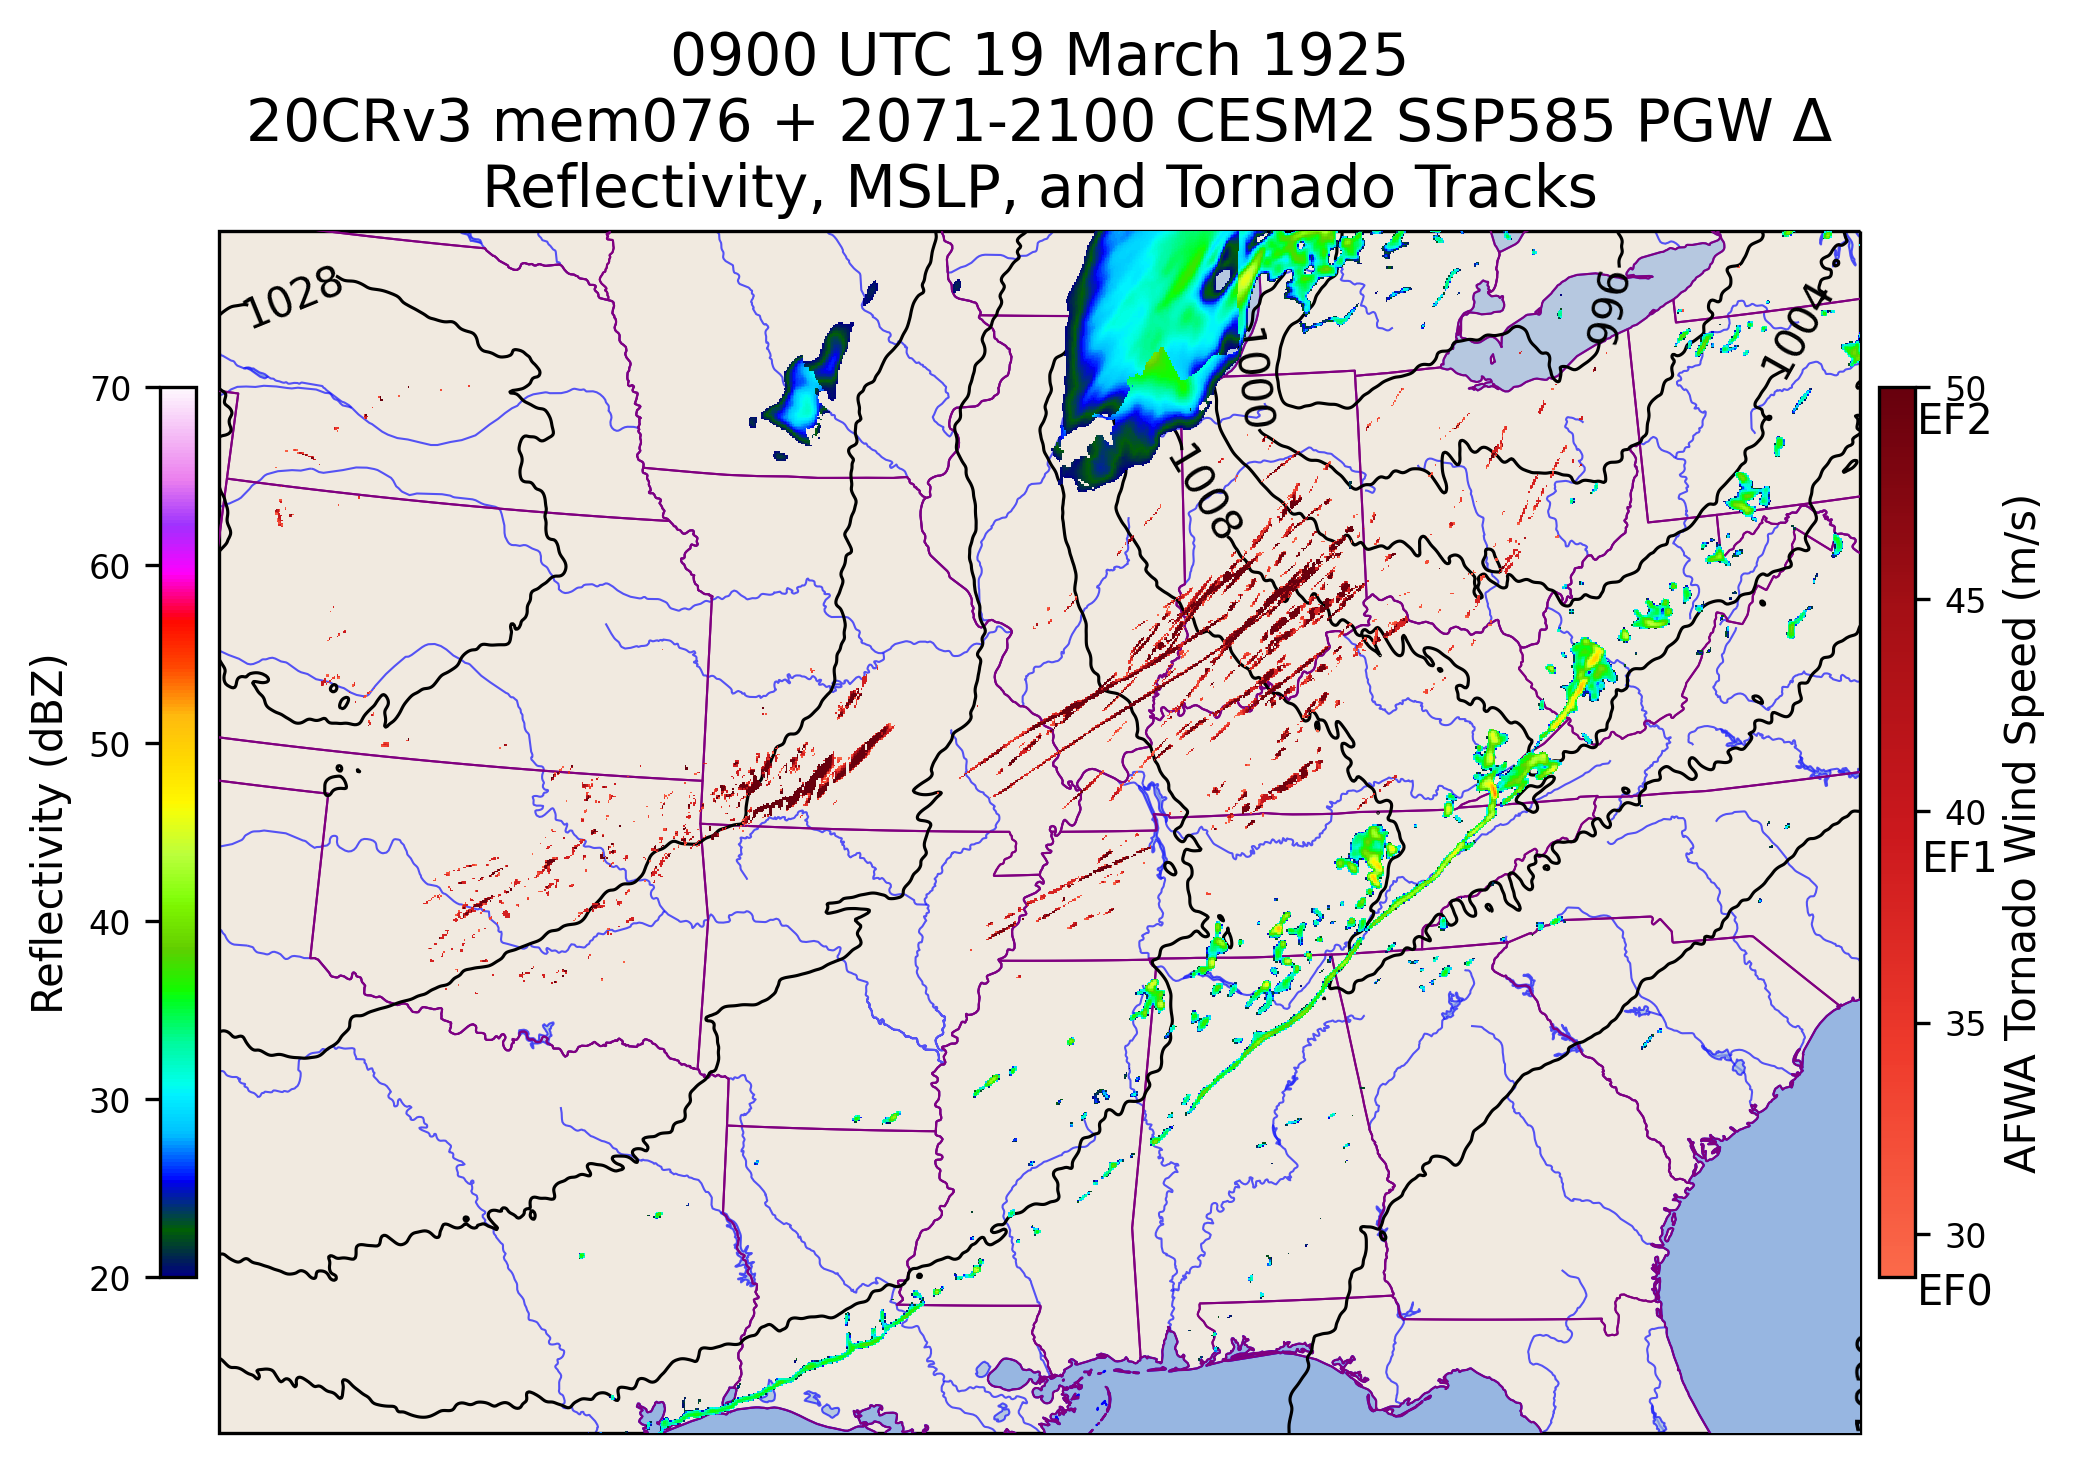 0900 UTC 19 March 1925
20CRv3 mem076 + 2071-2100 CESM2 SSP585 PGW Δ
Reflectivity, MSLP, and Tornado Tracks
1028
996
1004
1000
1008
70
60
50
40
30
20
Reflectivity (dBZ)
50
EF2
45
40
EF1
35
30
EF0
AFWA Tornado Wind Speed (m/s)